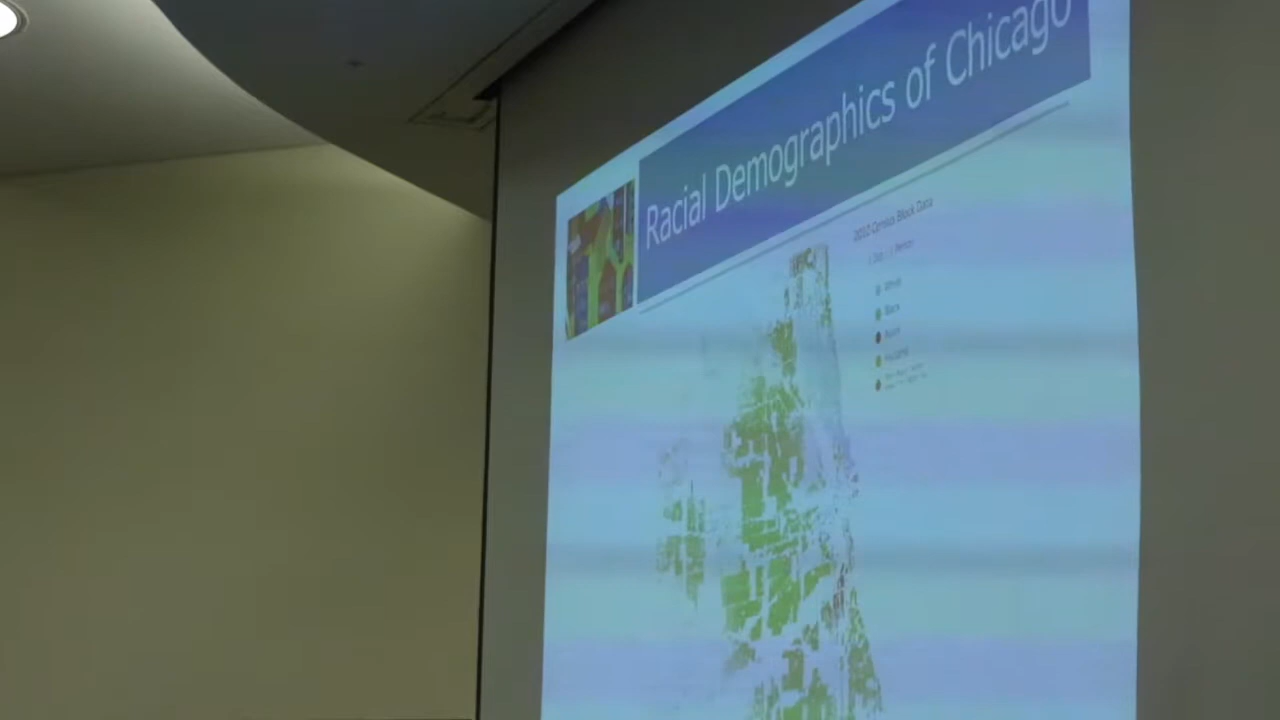 Racial Demographics of Chicago
2010 Census Block Data
White
Black
Asian
Hispanic